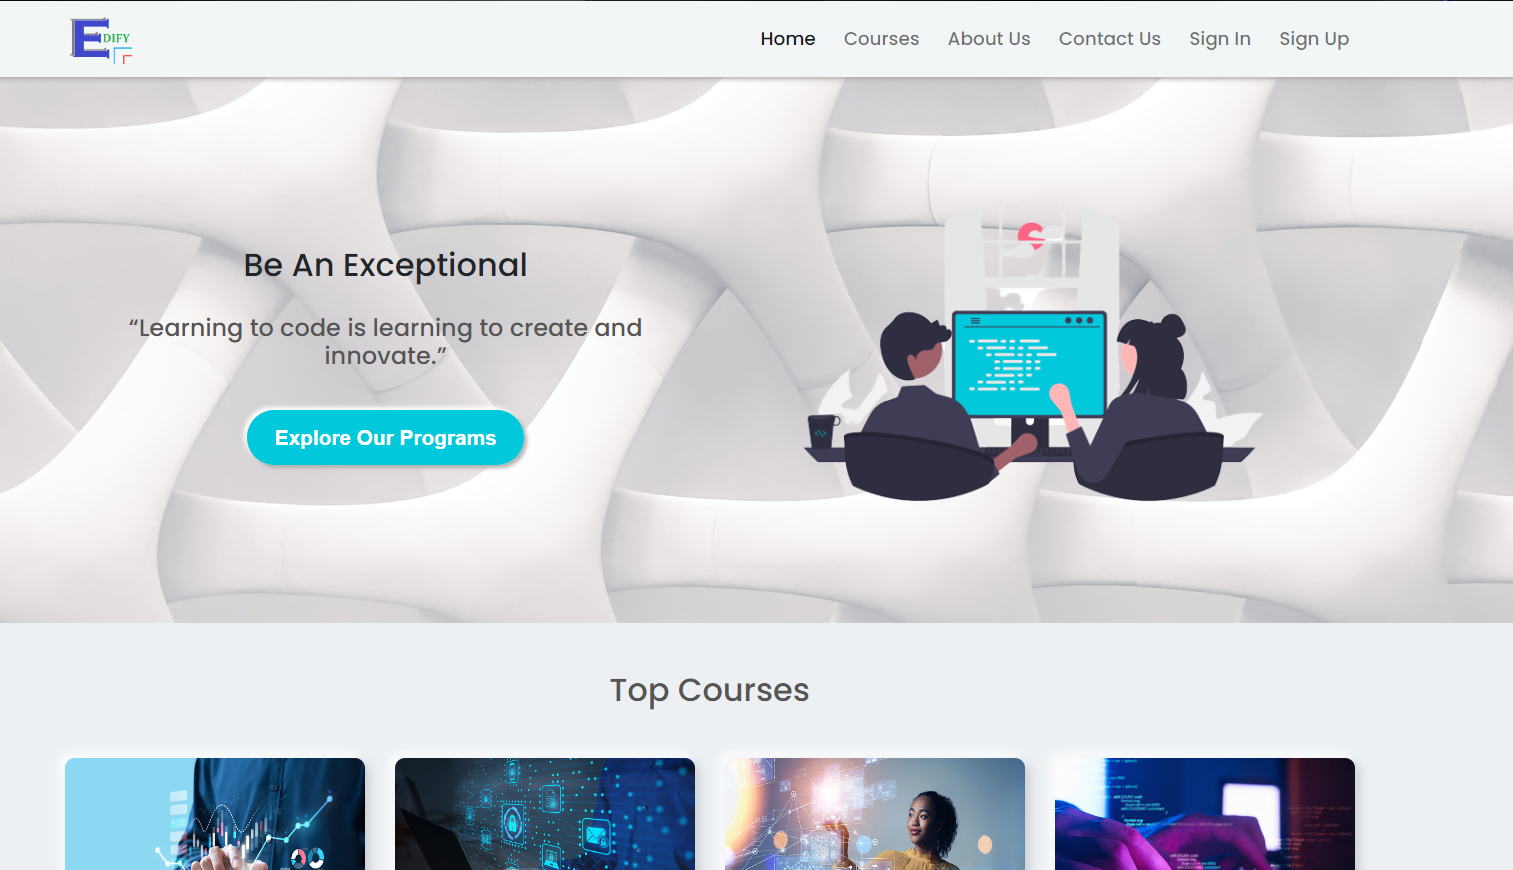 EDIFY
Home Courses About Us Contact Us Sign In Sign Up
Be An Exceptional
“Learning to code is learning to create and
innovate.”
Explore Our Programs
Top Courses